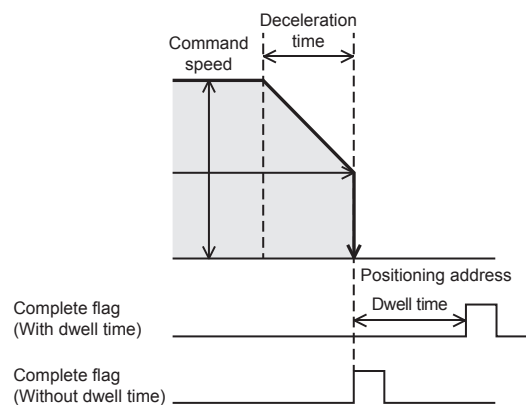 Deceleration
time
Command
speed
Positioning address
Dwell time
Complete flag
(With dwell time)
Complete flag
(Without dwell time)